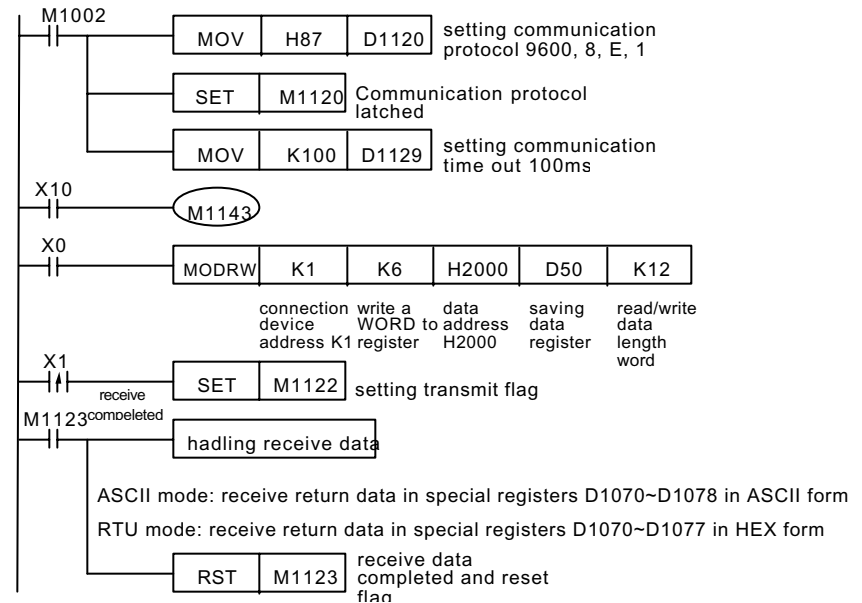 M1002
MOV H87 D1120 setting communication
protocol 9600, 8, E, 1
SET M1120 Communication protocol
latched
MOV K100 D1129 setting communication
time out 100ms
X10
M1143
X0
MODRW K1 K6 H2000 D50 K12
connection write a data saving read/write
device WORD to address data data
address K1 register H2000 register length
word
X1
SET M1122 setting transmit flag
receive
compeleted
M1123
hadling receive data
ASCII mode: receive return data in special registers D1070~D1078 in ASCII form
RTU mode: receive return data in special registers D1070~D1077 in HEX form
RST M1123 receive data
completed and reset
flag